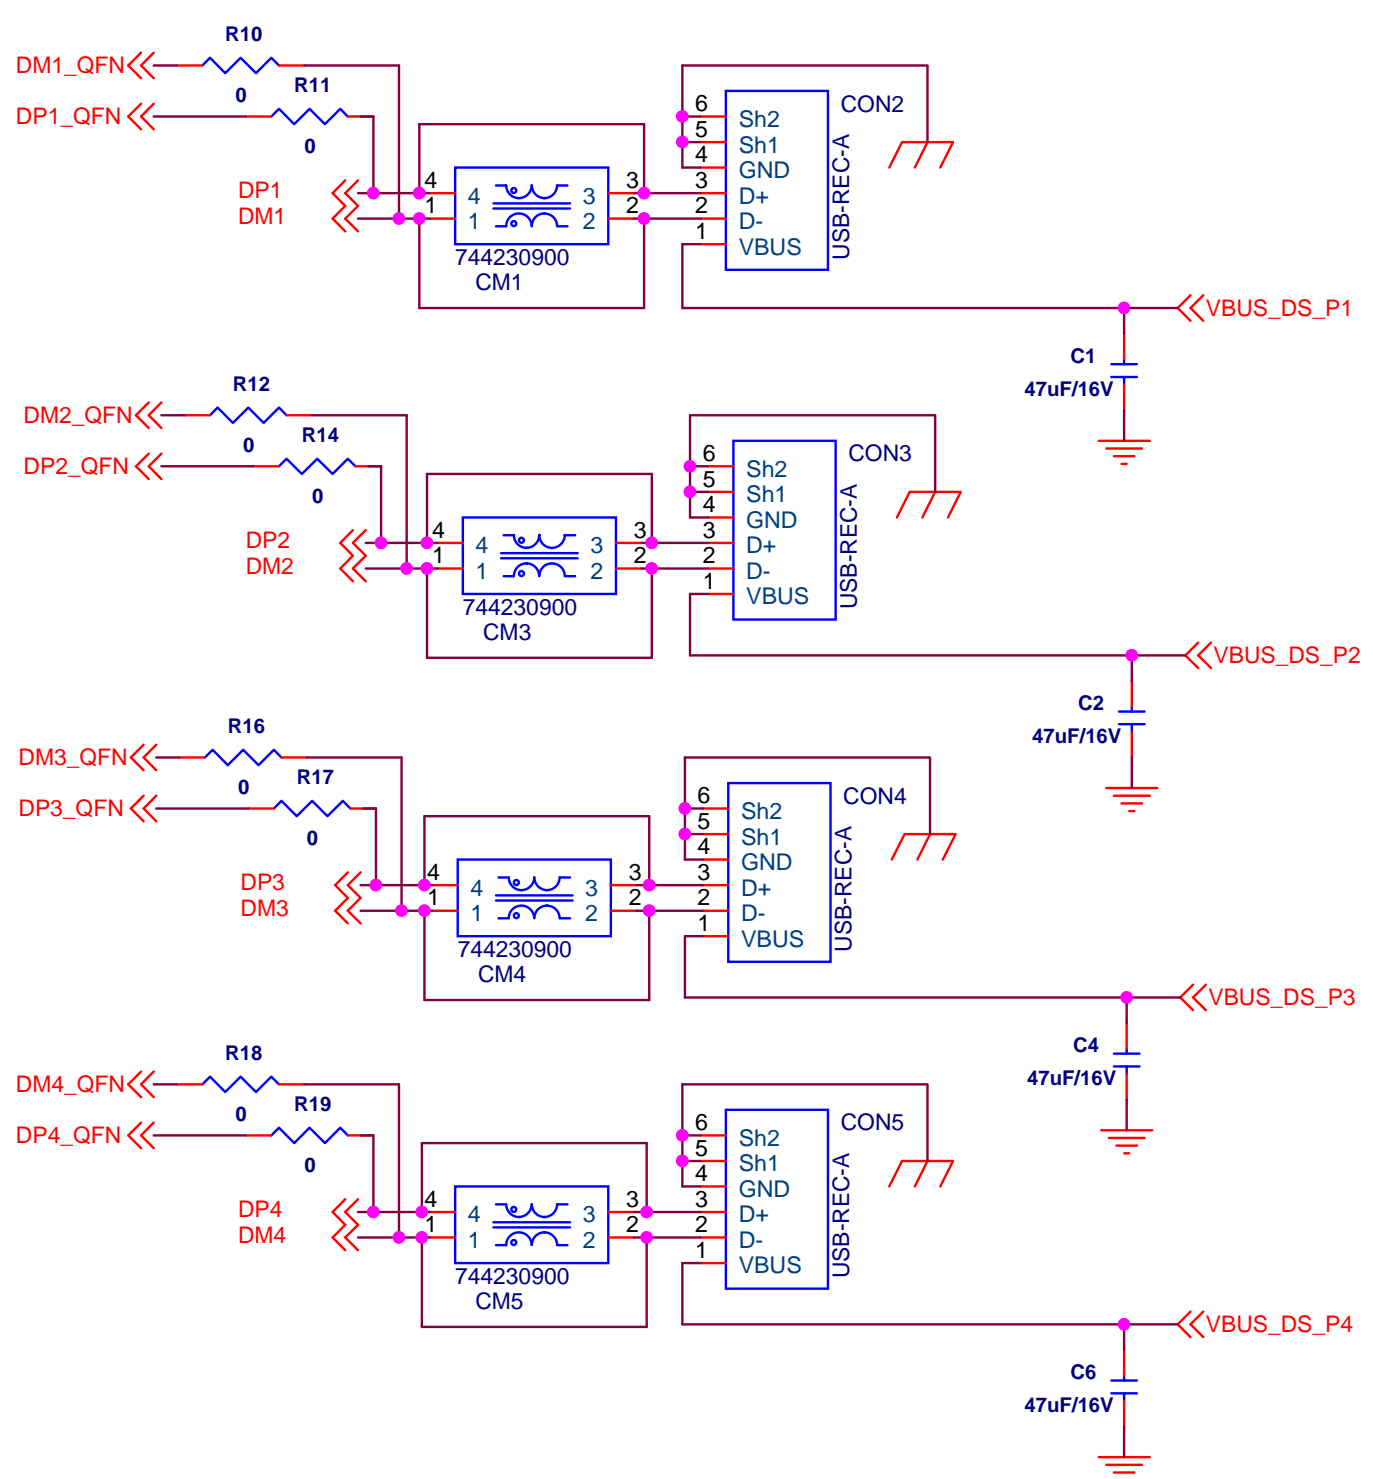 R10
DM1_QFN
0
R11
DP1_QFN
0
DP1
DM1
4
1
4
1
3
2
3
2
744230900
CM1
6
5
4
3
2
1
Sh2
Sh1
GND
D+
D-
VBUS
CON2
USB-REC-A
VBUS_DS_P1
C1
47uF/16V
R12
DM2_QFN
0
R14
DP2_QFN
0
DP2
DM2
4
1
4
1
3
2
3
2
744230900
CM3
6
5
4
3
2
1
Sh2
Sh1
GND
D+
D-
VBUS
CON3
USB-REC-A
VBUS_DS_P2
C2
47uF/16V
R16
DM3_QFN
0
R17
DP3_QFN
0
DP3
DM3
4
1
4
1
3
2
3
2
744230900
CM4
6
5
4
3
2
1
Sh2
Sh1
GND
D+
D-
VBUS
CON4
USB-REC-A
VBUS_DS_P3
C4
47uF/16V
R18
DM4_QFN
0
R19
DP4_QFN
0
DP4
DM4
4
1
4
1
3
2
3
2
744230900
CM5
6
5
4
3
2
1
Sh2
Sh1
GND
D+
D-
VBUS
CON5
USB-REC-A
VBUS_DS_P4
C6
47uF/16V